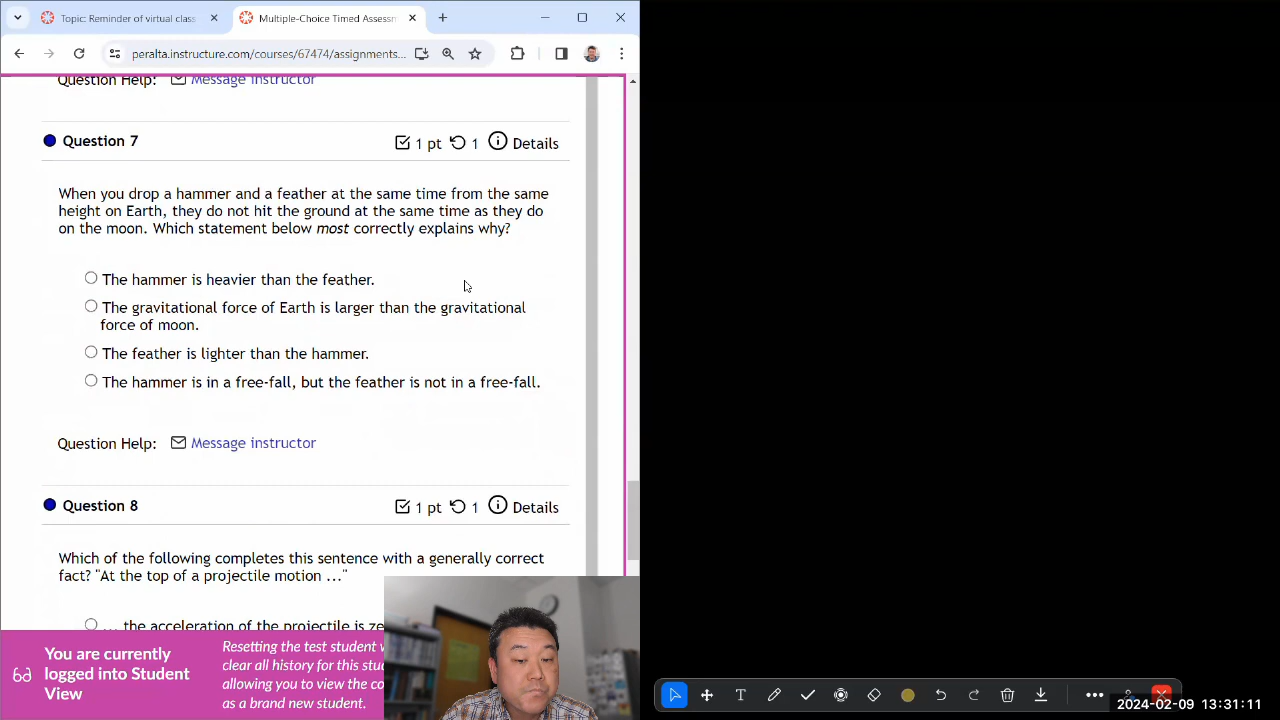 Topic: Reminder of virtual class
Multiple-Choice Timed Assessm
peralta.instructure.com/courses/67474/assignments...
Question Help: Message instructor
Question 7
1 pt 1 Details
When you drop a hammer and a feather at the same time from the same
height on Earth, they do not hit the ground at the same time as they do
on the moon. Which statement below most correctly explains why?
The hammer is heavier than the feather.
The gravitational force of Earth is larger than the gravitational
force of moon.
The feather is lighter than the hammer.
The hammer is in a free-fall, but the feather is not in a free-fall.
Question Help: Message instructor
Question 8
1 pt 1 Details
Which of the following completes this sentence with a generally correct
fact? "At the top of a projectile motion ..."
... the acceleration of the projectile is ze
You are currently
logged into Student
View
Resetting the test student
clear all history for this stu
allowing you to view the co
as a brand new student.
T
2024-02-09 13:31:11